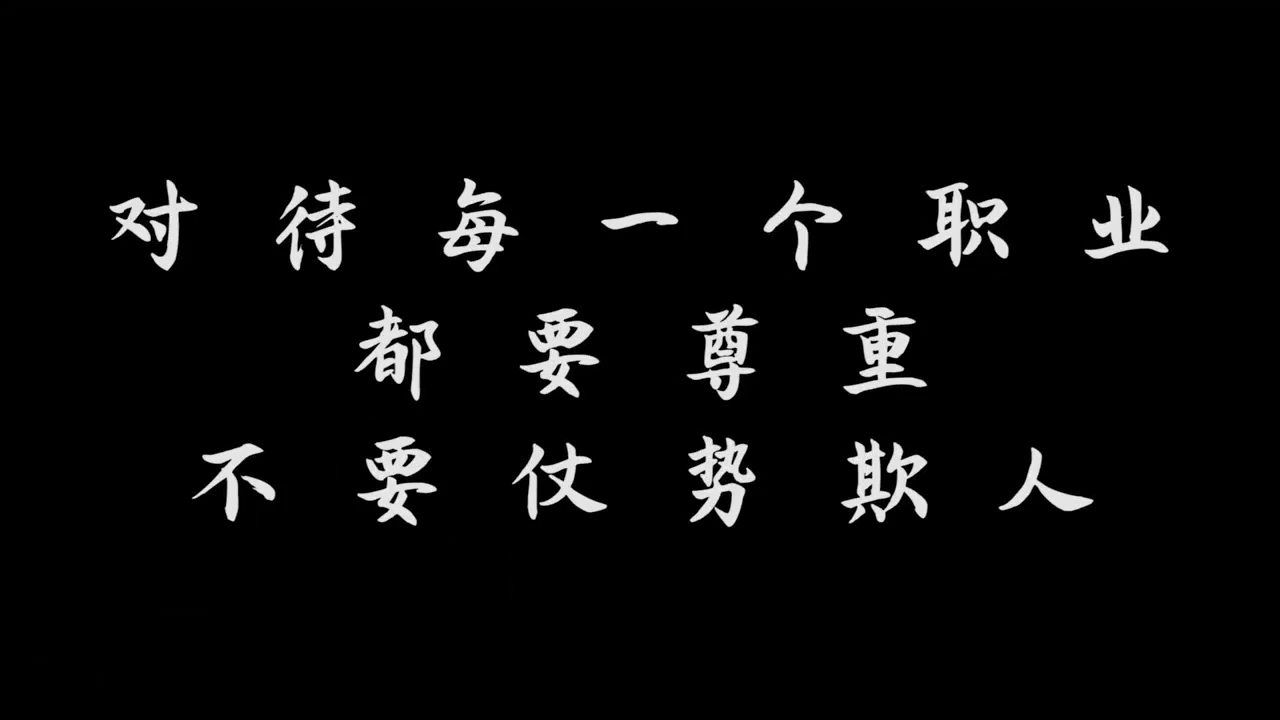 对待每一个职业
都要尊重
不要仗势欺人